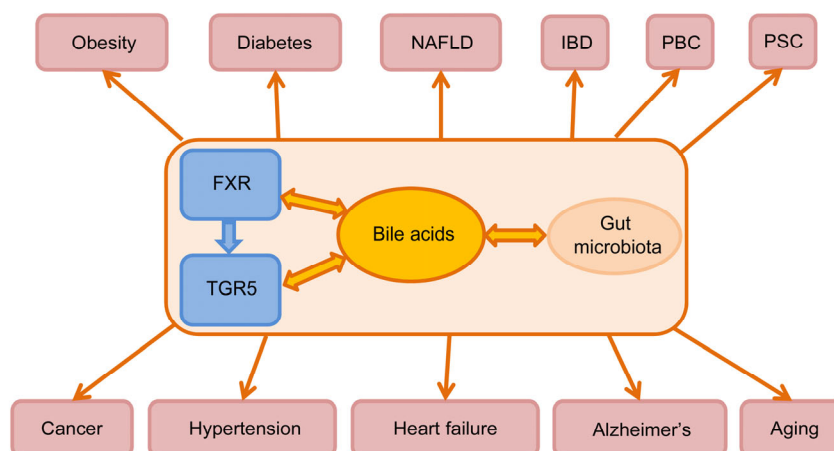 Obesity
Diabetes
NAFLD
IBD
PBC
PSC
FXR
Bile acids
Gut
microbiota
TGR5
Cancer
Hypertension
Heart failure
Alzheimer's
Aging